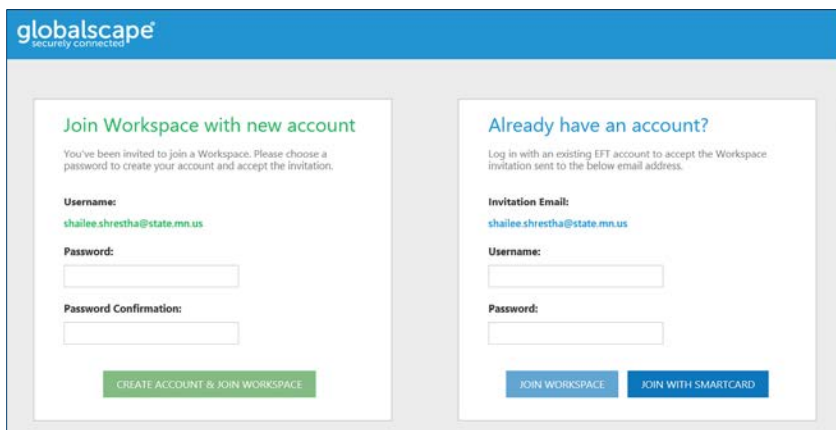 globalscape®
securely connected
Join Workspace with new account
You've been invited to join a Workspace. Please choose a
password to create your account and accept the invitation.
Username:
shailee.shrestha@state.mn.us
Password:
Password Confirmation:
CREATE ACCOUNT & JOIN WORKSPACE
Already have an account?
Log in with an existing EFT account to accept the Workspace
invitation sent to the below email address.
Invitation Email:
shailee.shrestha@state.mn.us
Username:
Password:
JOIN WORKSPACE
JOIN WITH SMARTCARD